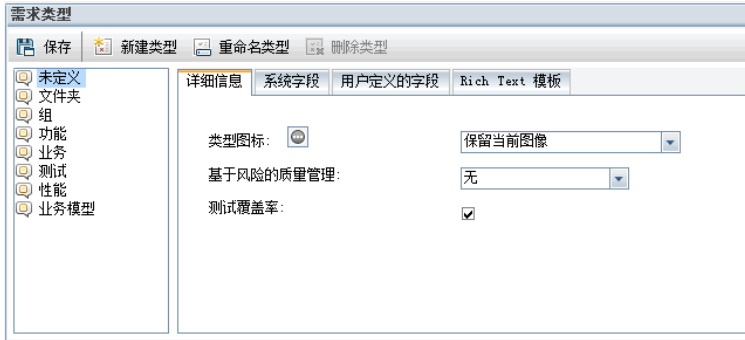 需求类型
保存 新建类型 重命名类型 删除类型
未定义
文件夹
组
功能
业务
测试
性能
业务模型
详细信息 系统字段 用户定义的字段 Rich Text 模板
类型图标: 保留当前图像
基于风险的质量管理: 无
测试覆盖率: